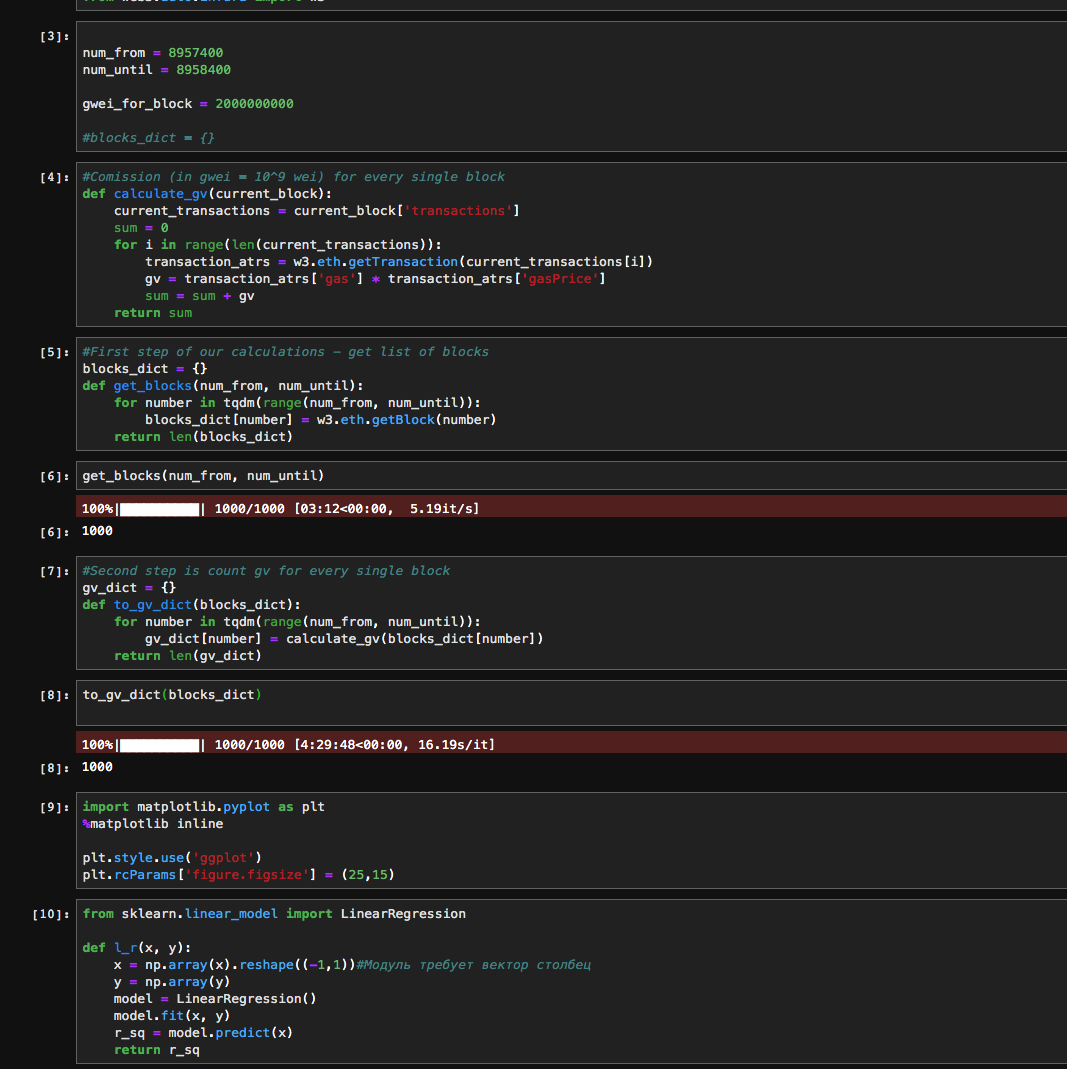 [3]:
num_from = 8957400
num_until = 8958400
gwei_for_block = 2000000000
#blocks_dict = {}
[4]:
#Comission (in gwei = 10^9 wei) for every single block
def calculate_gv(current_block):
    current_transactions = current_block['transactions']
    sum = 0
    for i in range(len(current_transactions)):
        transaction_atrs = w3.eth.getTransaction(current_transactions[i])
        gv = transaction_atrs['gas'] * transaction_atrs['gasPrice']
        sum = sum + gv
    return sum
[5]:
#First step of our calculations – get list of blocks
blocks_dict = {}
def get_blocks(num_from, num_until):
    for number in tqdm(range(num_from, num_until)):
        blocks_dict[number] = w3.eth.getBlock(number)
    return len(blocks_dict)
[6]:
get_blocks(num_from, num_until)
100%|██████████| 1000/1000 [03:12<00:00,  5.19it/s]
[6]:
1000
[7]:
#Second step is count gv for every single block
gv_dict = {}
def to_gv_dict(blocks_dict):
    for number in tqdm(range(num_from, num_until)):
        gv_dict[number] = calculate_gv(blocks_dict[number])
    return len(gv_dict)
[8]:
to_gv_dict(blocks_dict)
100%|██████████| 1000/1000 [4:29:48<00:00, 16.19s/it]
[8]:
1000
[9]:
import matplotlib.pyplot as plt
%matplotlib inline
plt.style.use('ggplot')
plt.rcParams['figure.figsize'] = (25,15)
[10]:
from sklearn.linear_model import LinearRegression
def l_r(x, y):
    x = np.array(x).reshape((-1,1))#Модуль требует вектор столбец
    y = np.array(y)
    model = LinearRegression()
    model.fit(x, y)
    r_sq = model.predict(x)
    return r_sq